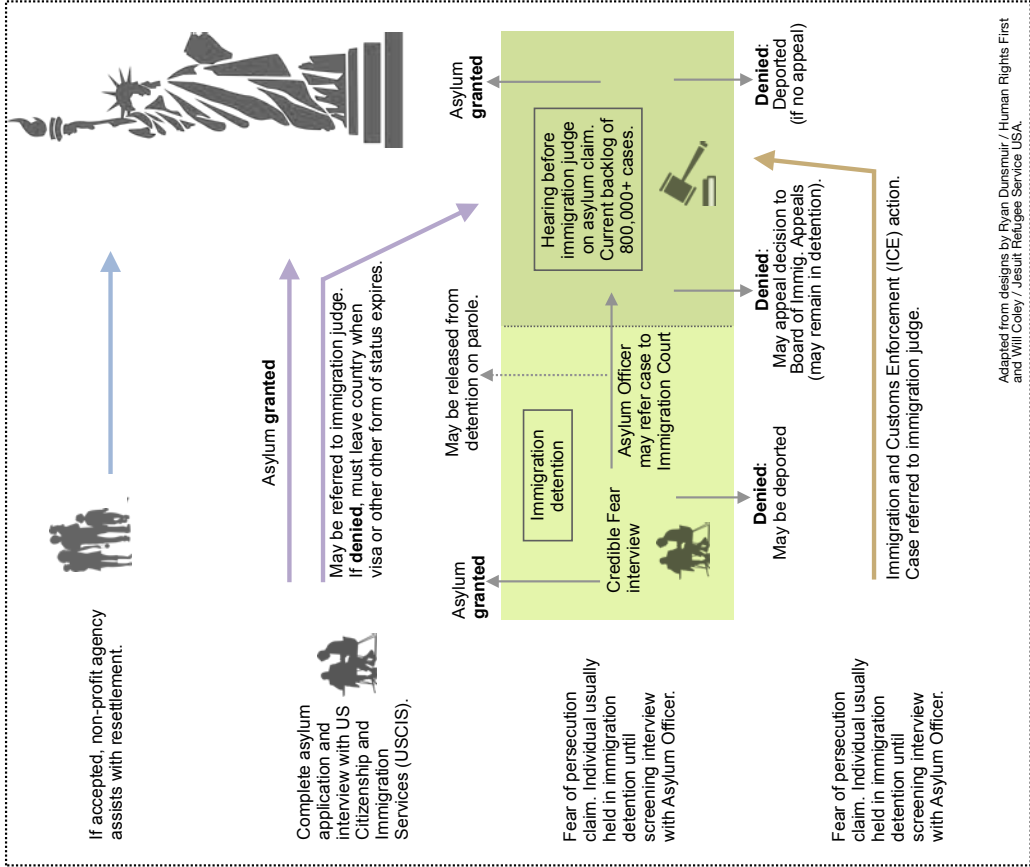 If accepted, non-profit agency
assists with resettlement.
Complete asylum
application and
interview with US
Citizenship and
Immigration
Services (USCIS).
Asylum granted
May be referred to immigration judge.
If denied, must leave country when
visa or other other form of status expires.
Fear of persecution
claim. Individual usually
held in immigration
detention until
screening interview
with Asylum Officer.
Asylum
granted
Credible Fear
interview
Denied:
May be deported
Immigration
detention
May be released from
detention on parole.
Asylum Officer
may refer case to
Immigration Court
Hearing before
immigration judge
on asylum claim.
Current backlog of
800,000+ cases.
Asylum
granted
Denied:
May appeal decision to
Board of Immig. Appeals
(may remain in detention).
Denied:
Deported
(if no appeal)
Fear of persecution
claim. Individual usually
held in immigration
detention until
screening interview
with Asylum Officer.
Immigration and Customs Enforcement (ICE) action.
Case referred to immigration judge.
Adapted from designs by Ryan Dunsmuir / Human Rights First
and Will Coley / Jesuit Refugee Service USA.